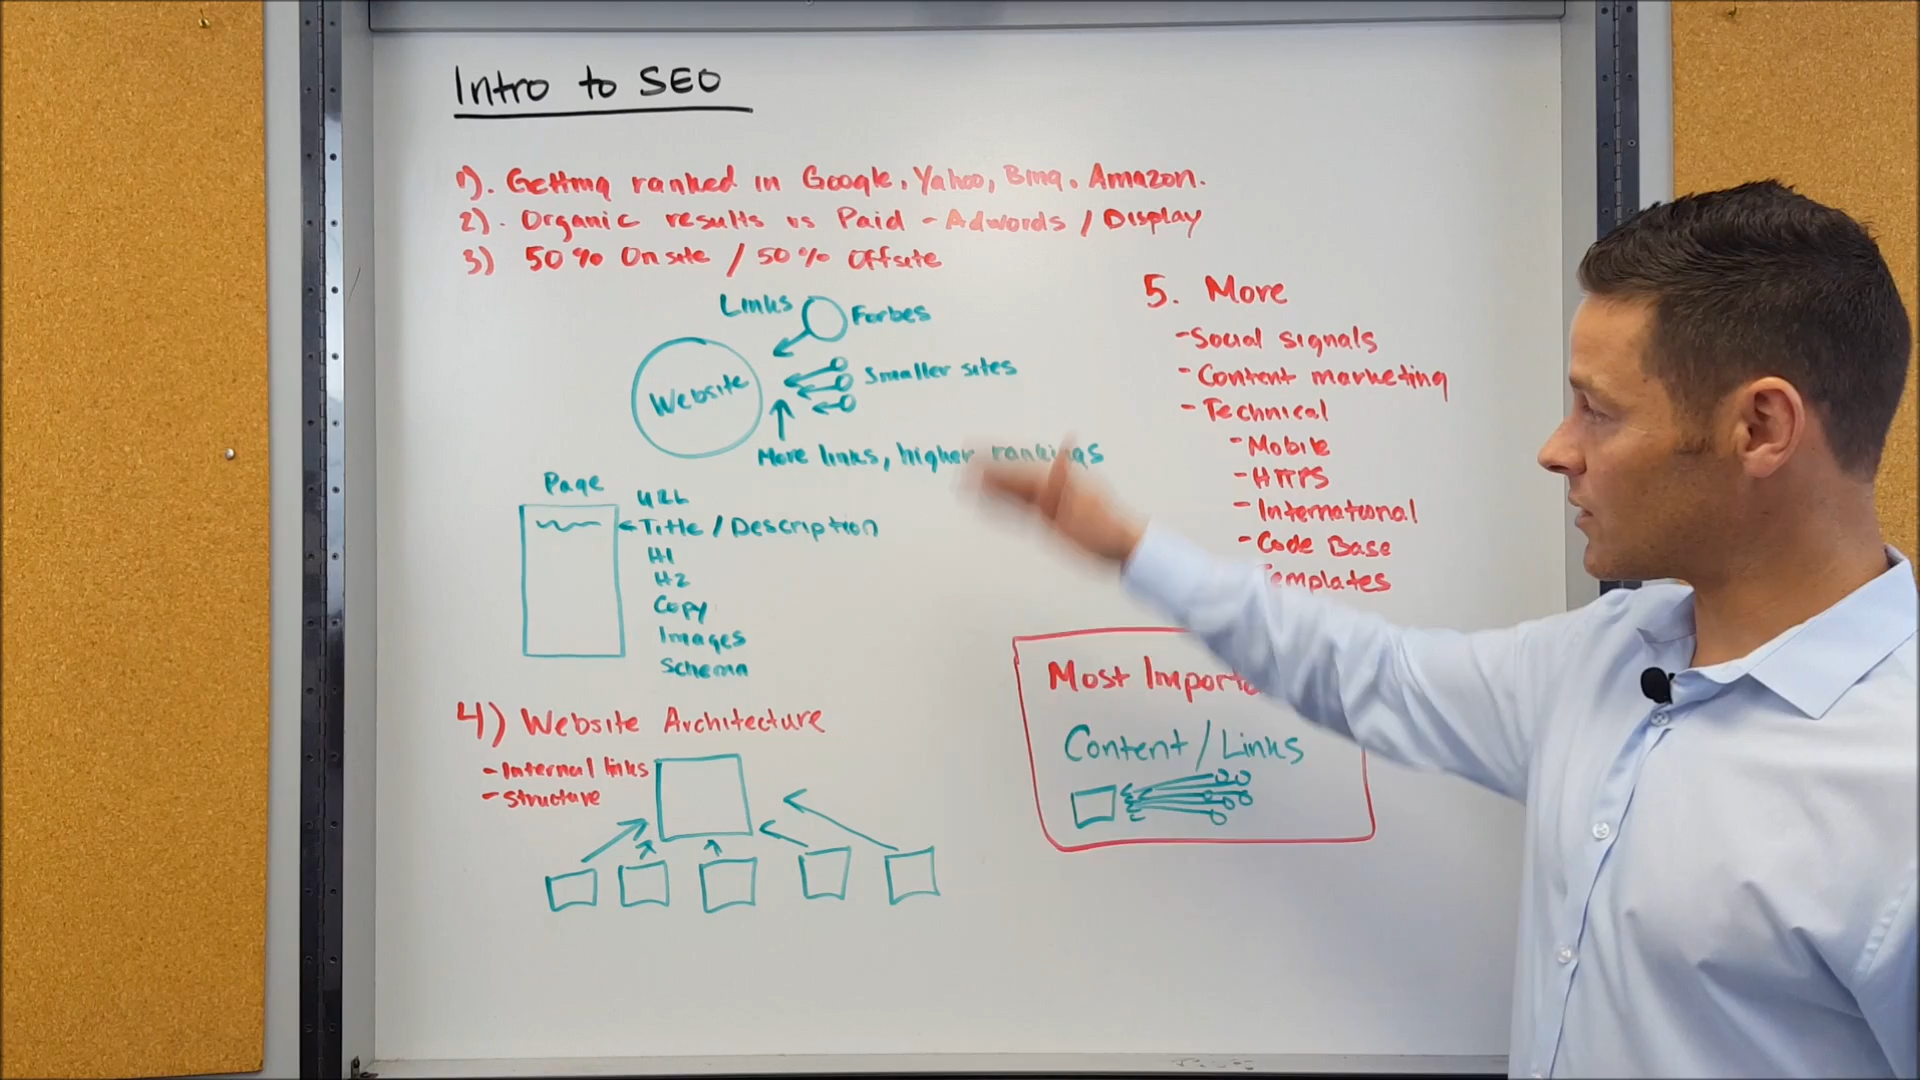 Intro to SEO
1). Getting ranked in Google, Yahoo, Bing. Amazon.
2). Organic results vs Paid - Adwords / Display
3) 50% Onsite / 50% Offsite
Links
Forbes
Website
Smaller sites
More links, higher rankings
Page
URL
Title / Description
H1
H2
Copy
Images
Schema
4) Website Architecture
- Internal links
- Structure
5. More
- Social signals
- Content marketing
- Technical
- Mobile
- HTTPS
- International
- Code Base
Templates
Most
Content / Links